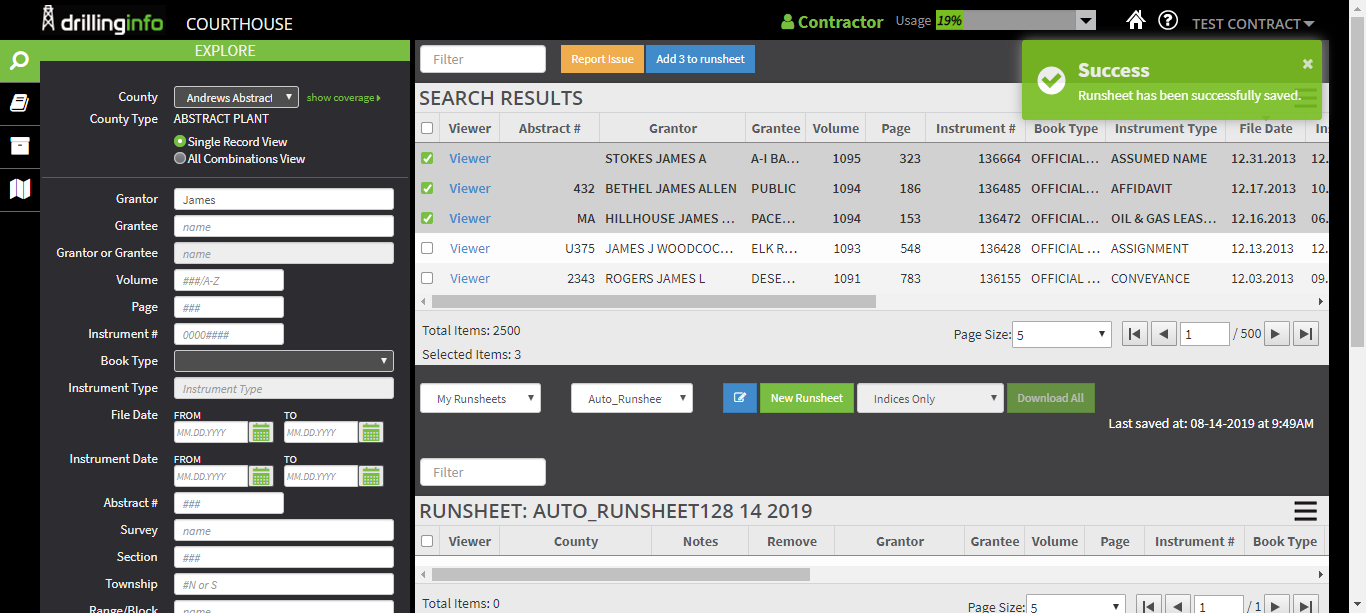 drillinginfo COURTHOUSE Contractor Usage 19% TEST CONTRACT
EXPLORE
County Andrews Abstract show coverage
County Type ABSTRACT PLANT
Single Record View
All Combinations View
Grantor James
Grantee name
Grantor or Grantee name
Volume ###/A-Z
Page ###
Instrument # 0000####
Book Type
Instrument Type Instrument Type
File Date FROM TO
MM.DD.YYYY MM.DD.YYYY
Instrument Date FROM TO
MM.DD.YYYY MM.DD.YYYY
Abstract # ###
Survey name
Section ###
Township #N or S
Range/Block name
Filter Report Issue Add 3 to runsheet
Success ×
Runsheet has been successfully saved.
SEARCH RESULTS
Viewer Abstract # Grantor Grantee Volume Page Instrument # Book Type Instrument Type File Date In
Viewer STOKES JAMES A A-I BA... 1095 323 136664 OFFICIAL... ASSUMED NAME 12.31.2013 12.
Viewer 432 BETHEL JAMES ALLEN PUBLIC 1094 186 136485 OFFICIAL... AFFIDAVIT 12.17.2013 10.
Viewer MA HILLHOUSE JAMES ... PACE... 1094 153 136472 OFFICIAL... OIL & GAS LEAS... 12.16.2013 06.
Viewer U375 JAMES J WOODCOC... ELK R... 1093 548 136428 OFFICIAL ... ASSIGNMENT 12.13.2013 12.
Viewer 2343 ROGERS JAMES L DESE... 1091 783 136155 OFFICIAL ... CONVEYANCE 12.03.2013 09.
Total Items: 2500
Selected Items: 3
Page Size: 5 1 / 500
My Runsheets Auto_Runshee New Runsheet Indices Only Download All
Last saved at: 08-14-2019 at 9:49AM
Filter
RUNSHEET: AUTO_RUNSHEET128 14 2019
Viewer County Notes Remove Grantor Grantee Volume Page Instrument # Book Type
Total Items: 0
Page Size: 5 1 / 1